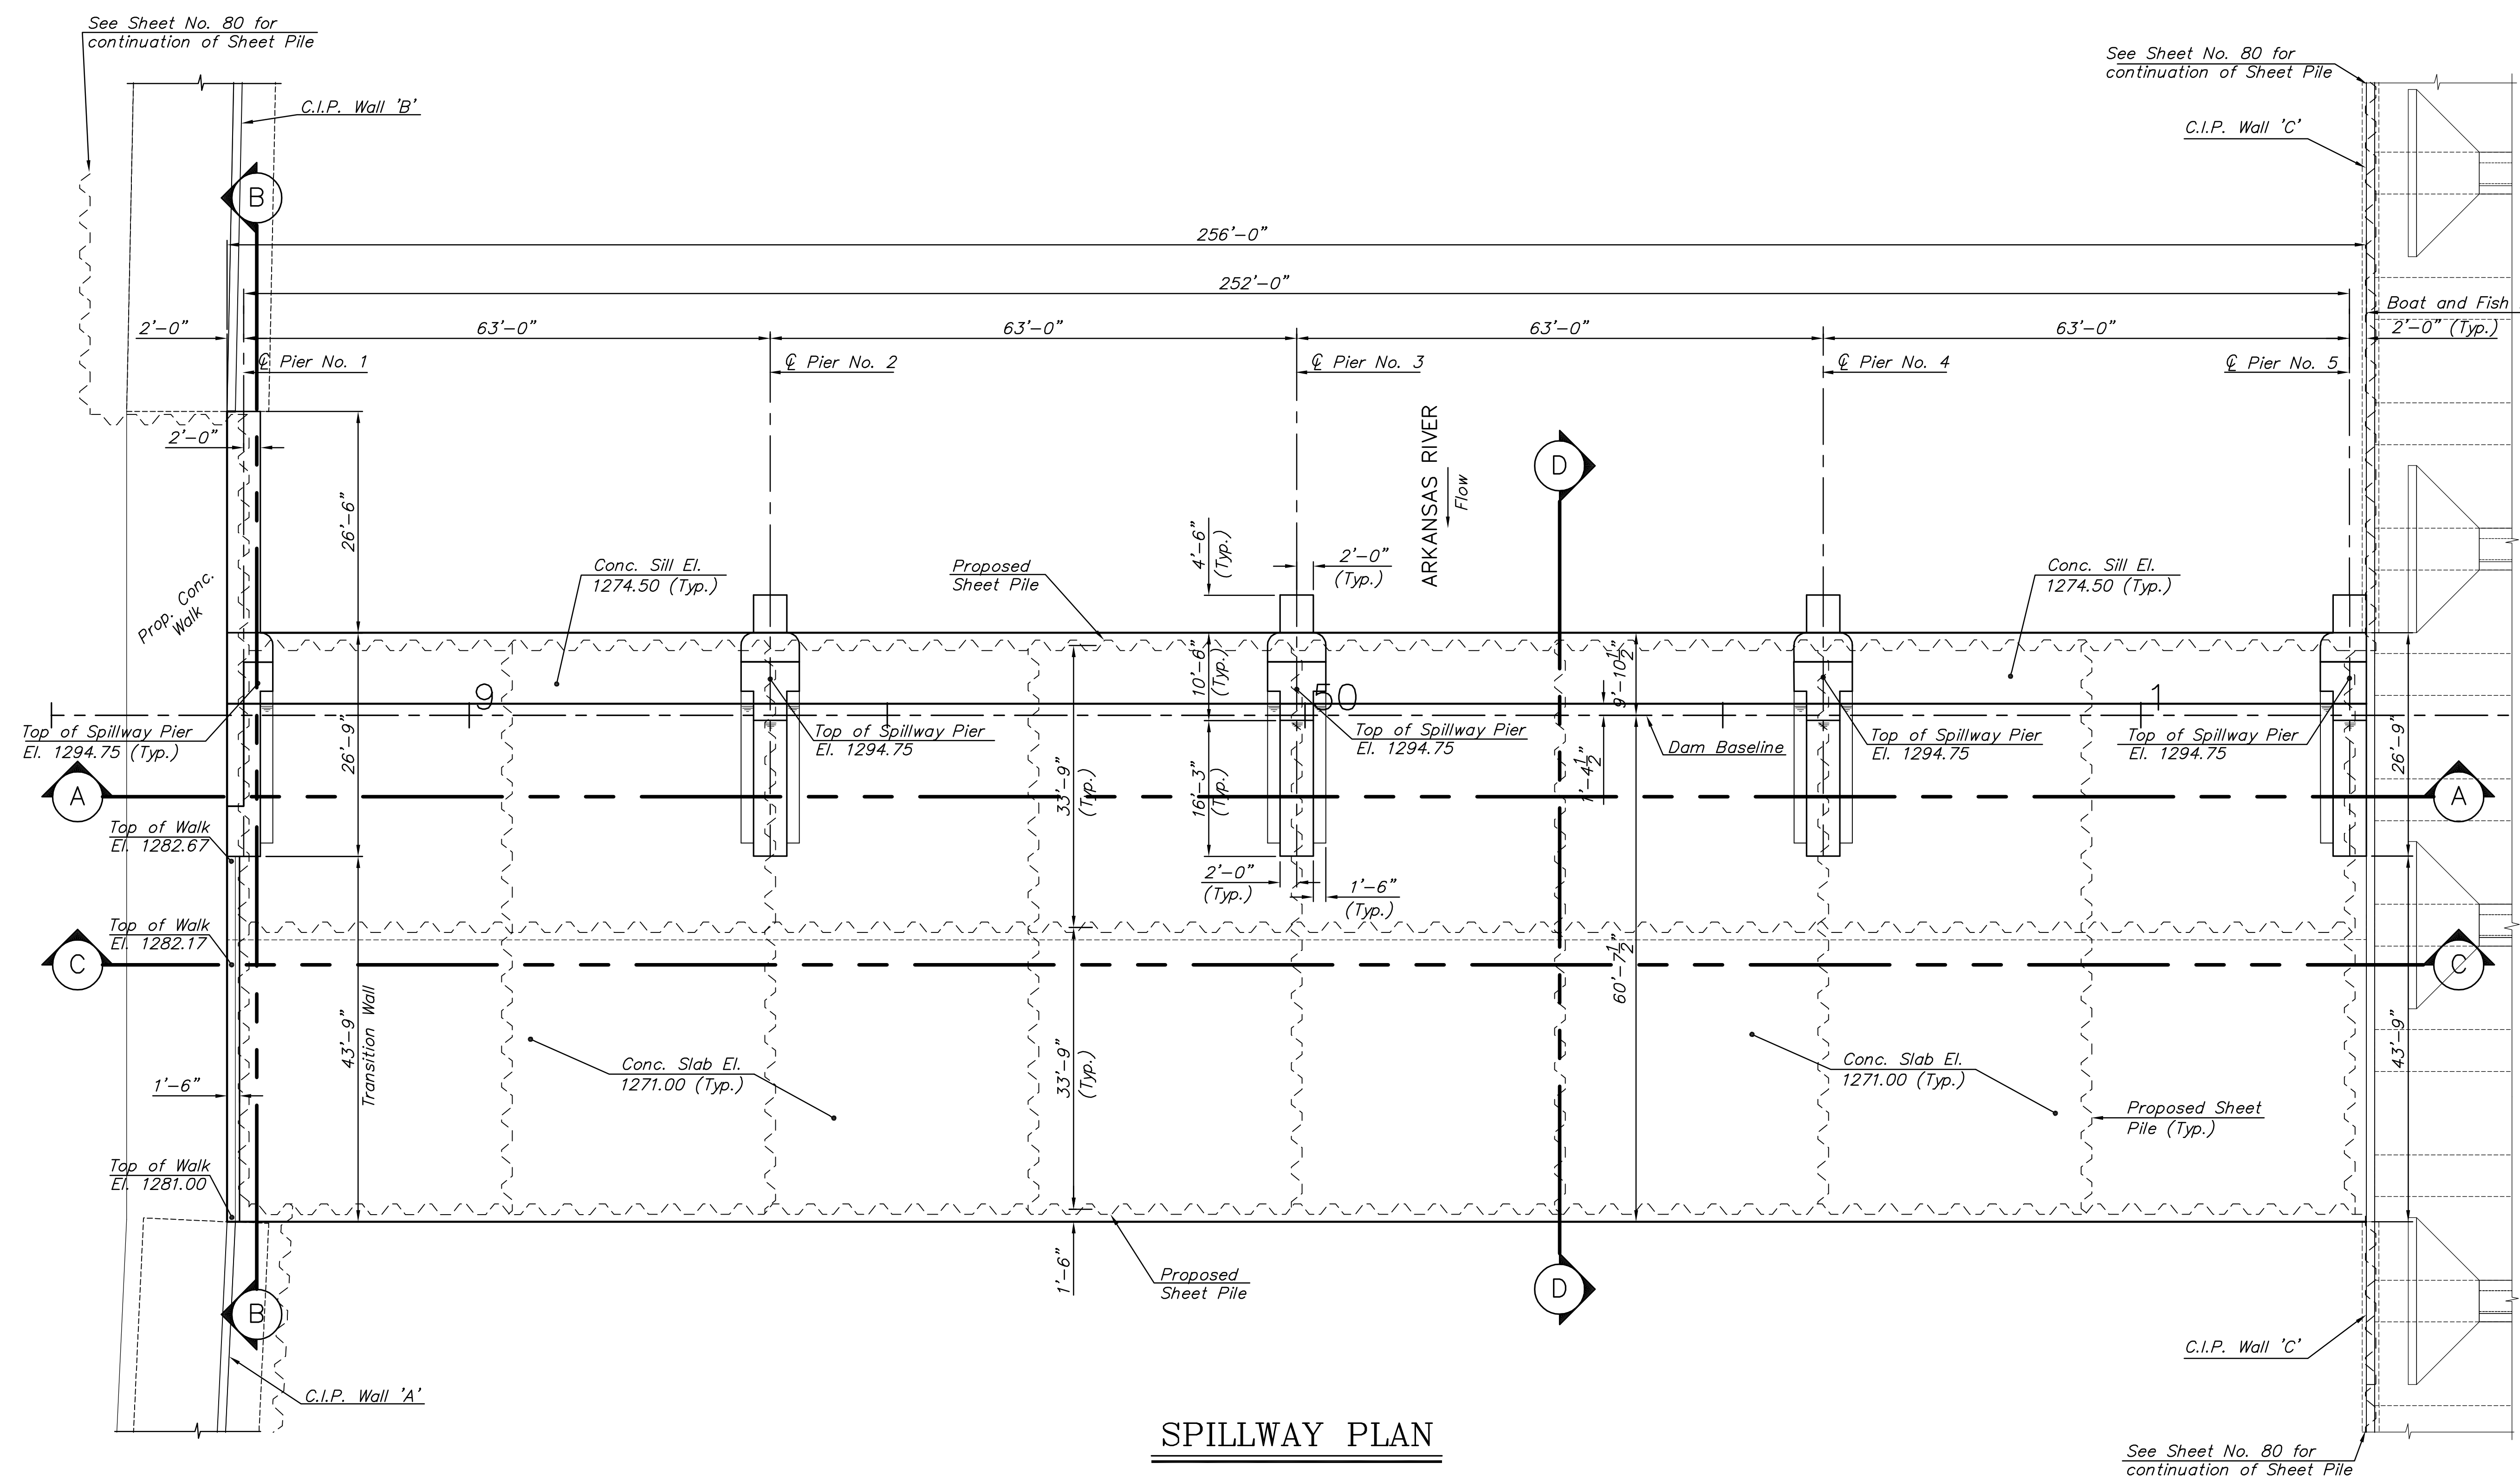 See Sheet No. 80 for
continuation of Sheet Pile
See Sheet No. 80 for
continuation of Sheet Pile
C.I.P. Wall 'B'
C.I.P. Wall 'C'
B
256'-0"
252'-0"
Boat and Fish
2'-0"
63'-0"
63'-0"
63'-0"
63'-0"
2'-0" (Typ.)
℄ Pier No. 1
℄ Pier No. 2
℄ Pier No. 3
℄ Pier No. 4
℄ Pier No. 5
2'-0"
26'-6"
ARKANSAS RIVER
Flow
D
Prop. Conc.
Walk
Conc. Sill El.
1274.50 (Typ.)
Proposed
Sheet Pile
4'-6"
(Typ.)
2'-0"
(Typ.)
Conc. Sill El.
1274.50 (Typ.)
10'-6"
(Typ.)
9'-10 1/2"
9
50
1
Top of Spillway Pier
El. 1294.75 (Typ.)
Top of Spillway Pier
El. 1294.75
Top of Spillway Pier
El. 1294.75
Dam Baseline
Top of Spillway Pier
El. 1294.75
Top of Spillway Pier
El. 1294.75
26'-9"
33'-9"
(Typ.)
16'-3"
(Typ.)
1'-4 1/2"
26'-9"
A
A
Top of Walk
El. 1282.67
2'-0"
(Typ.)
1'-6"
(Typ.)
Top of Walk
El. 1282.17
C
C
60'-7 1/2"
43'-9"
Transition Wall
Conc. Slab El.
1271.00 (Typ.)
33'-9"
(Typ.)
Conc. Slab El.
1271.00 (Typ.)
43'-9"
1'-6"
Proposed Sheet
Pile (Typ.)
Top of Walk
El. 1281.00
1'-6"
Proposed
Sheet Pile
B
D
C.I.P. Wall 'A'
C.I.P. Wall 'C'
SPILLWAY PLAN
See Sheet No. 80 for
continuation of Sheet Pile